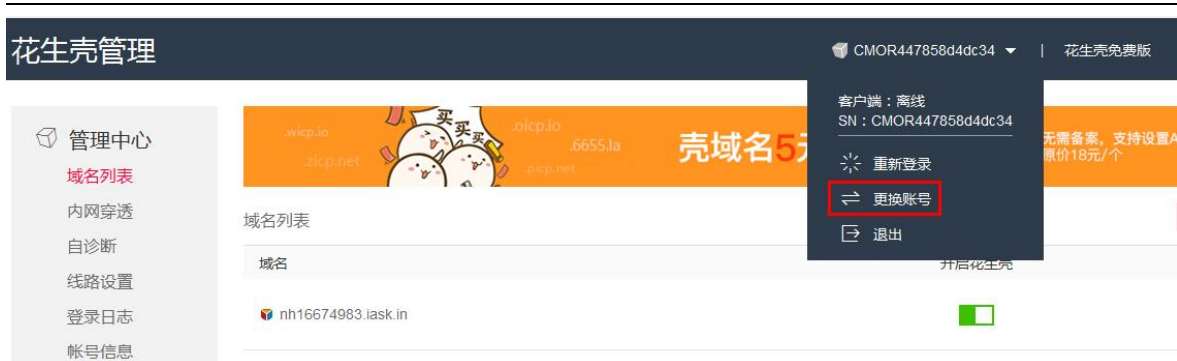 花生壳管理
CMOR447858d4dc34 | 花生壳免费版
客户端：离线
SN：CMOR447858d4dc34
重新登录
更换账号
退出
管理中心
域名列表
内网穿透
自诊断
线路设置
登录日志
帐号信息
.wicp.io
.zicp.net
买买买
.oicp.io
.6655.la
.picp.net
壳域名5
无需备案，支持设置A
原价18元/个
域名列表
域名 开启花生壳
nh16674983.iask.in